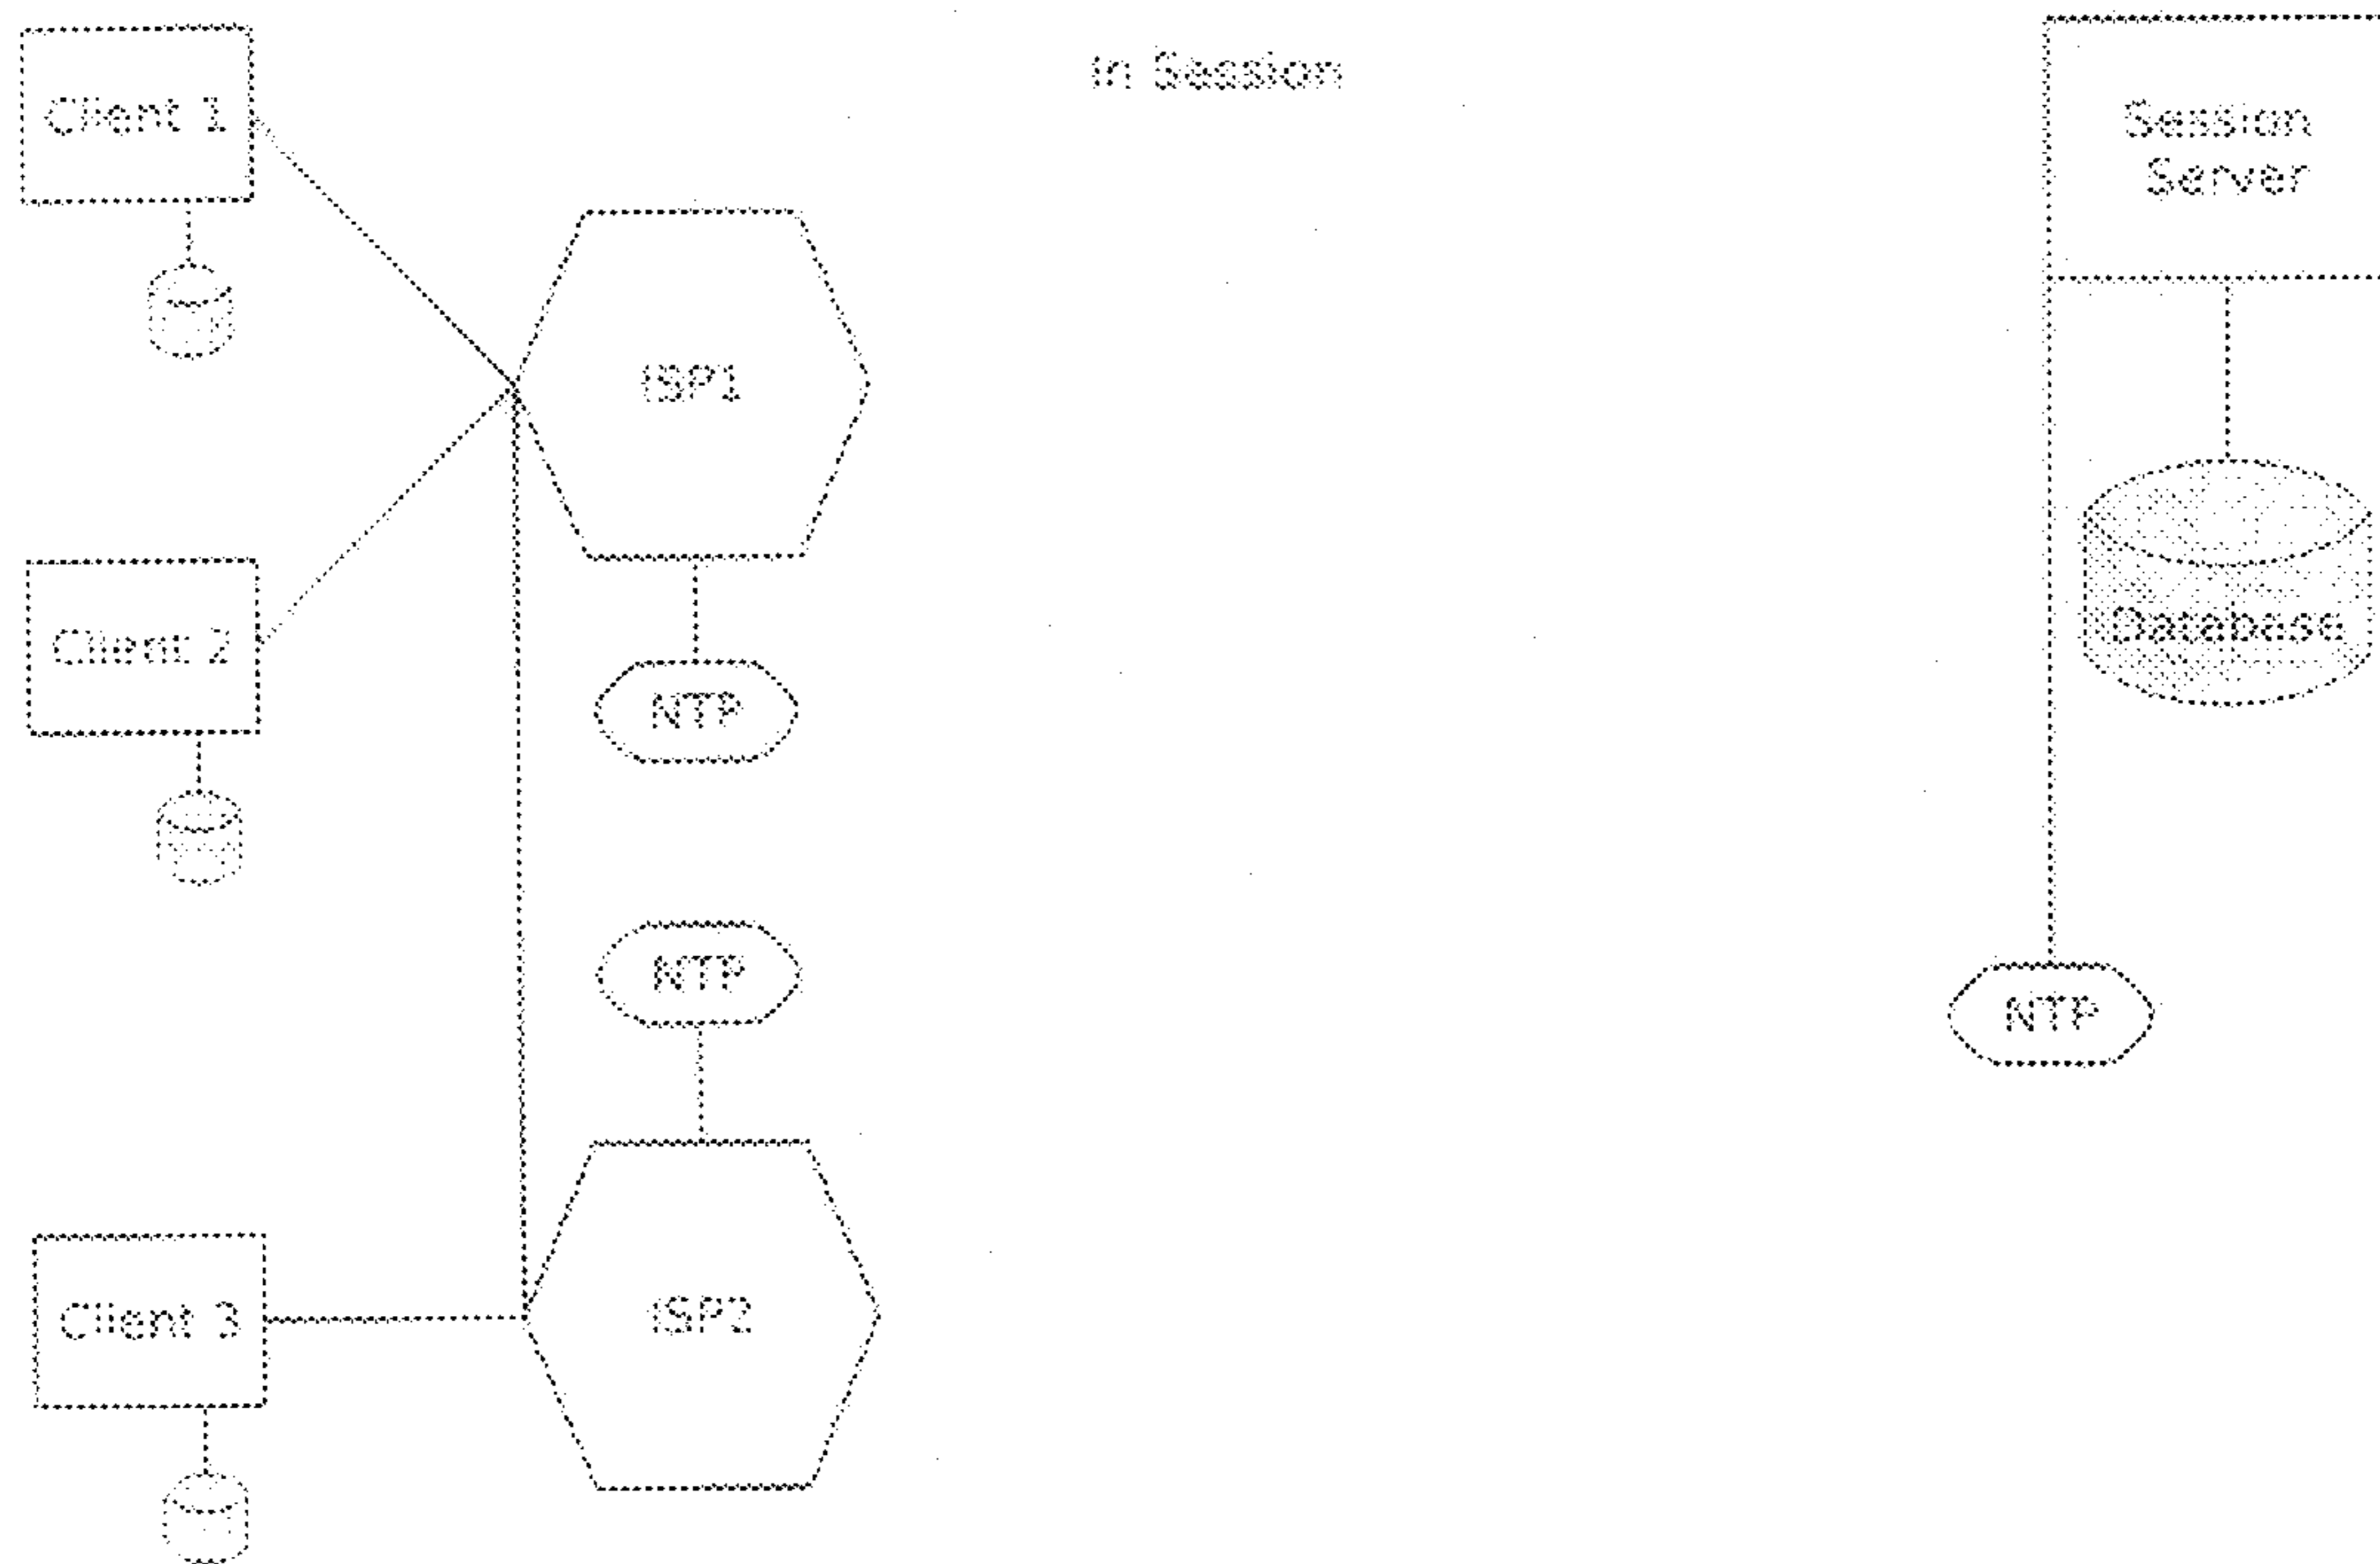 In Session
Client 1
Session
Server
ISP1
Client 2
NTP
Database
NTP
NTP
Client 3
ISP2